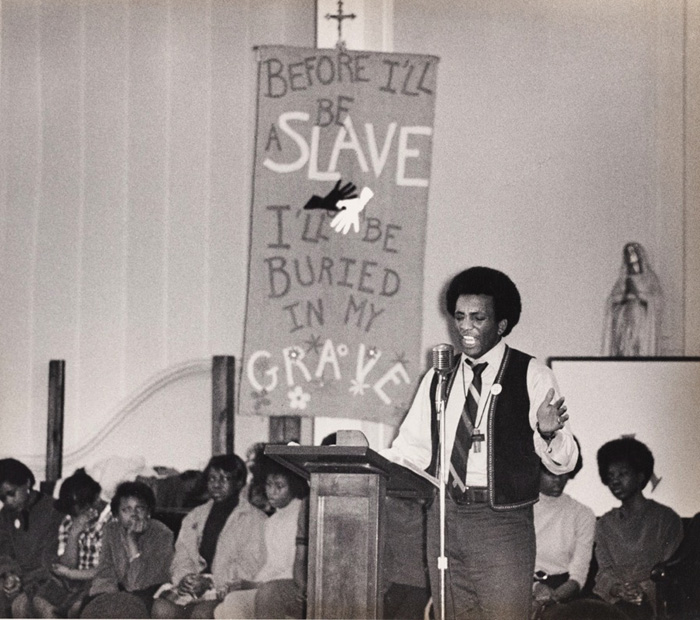 BEFORE I'LL
BE
A SLAVE
I'LL BE
BURIED
IN MY
GRAVE